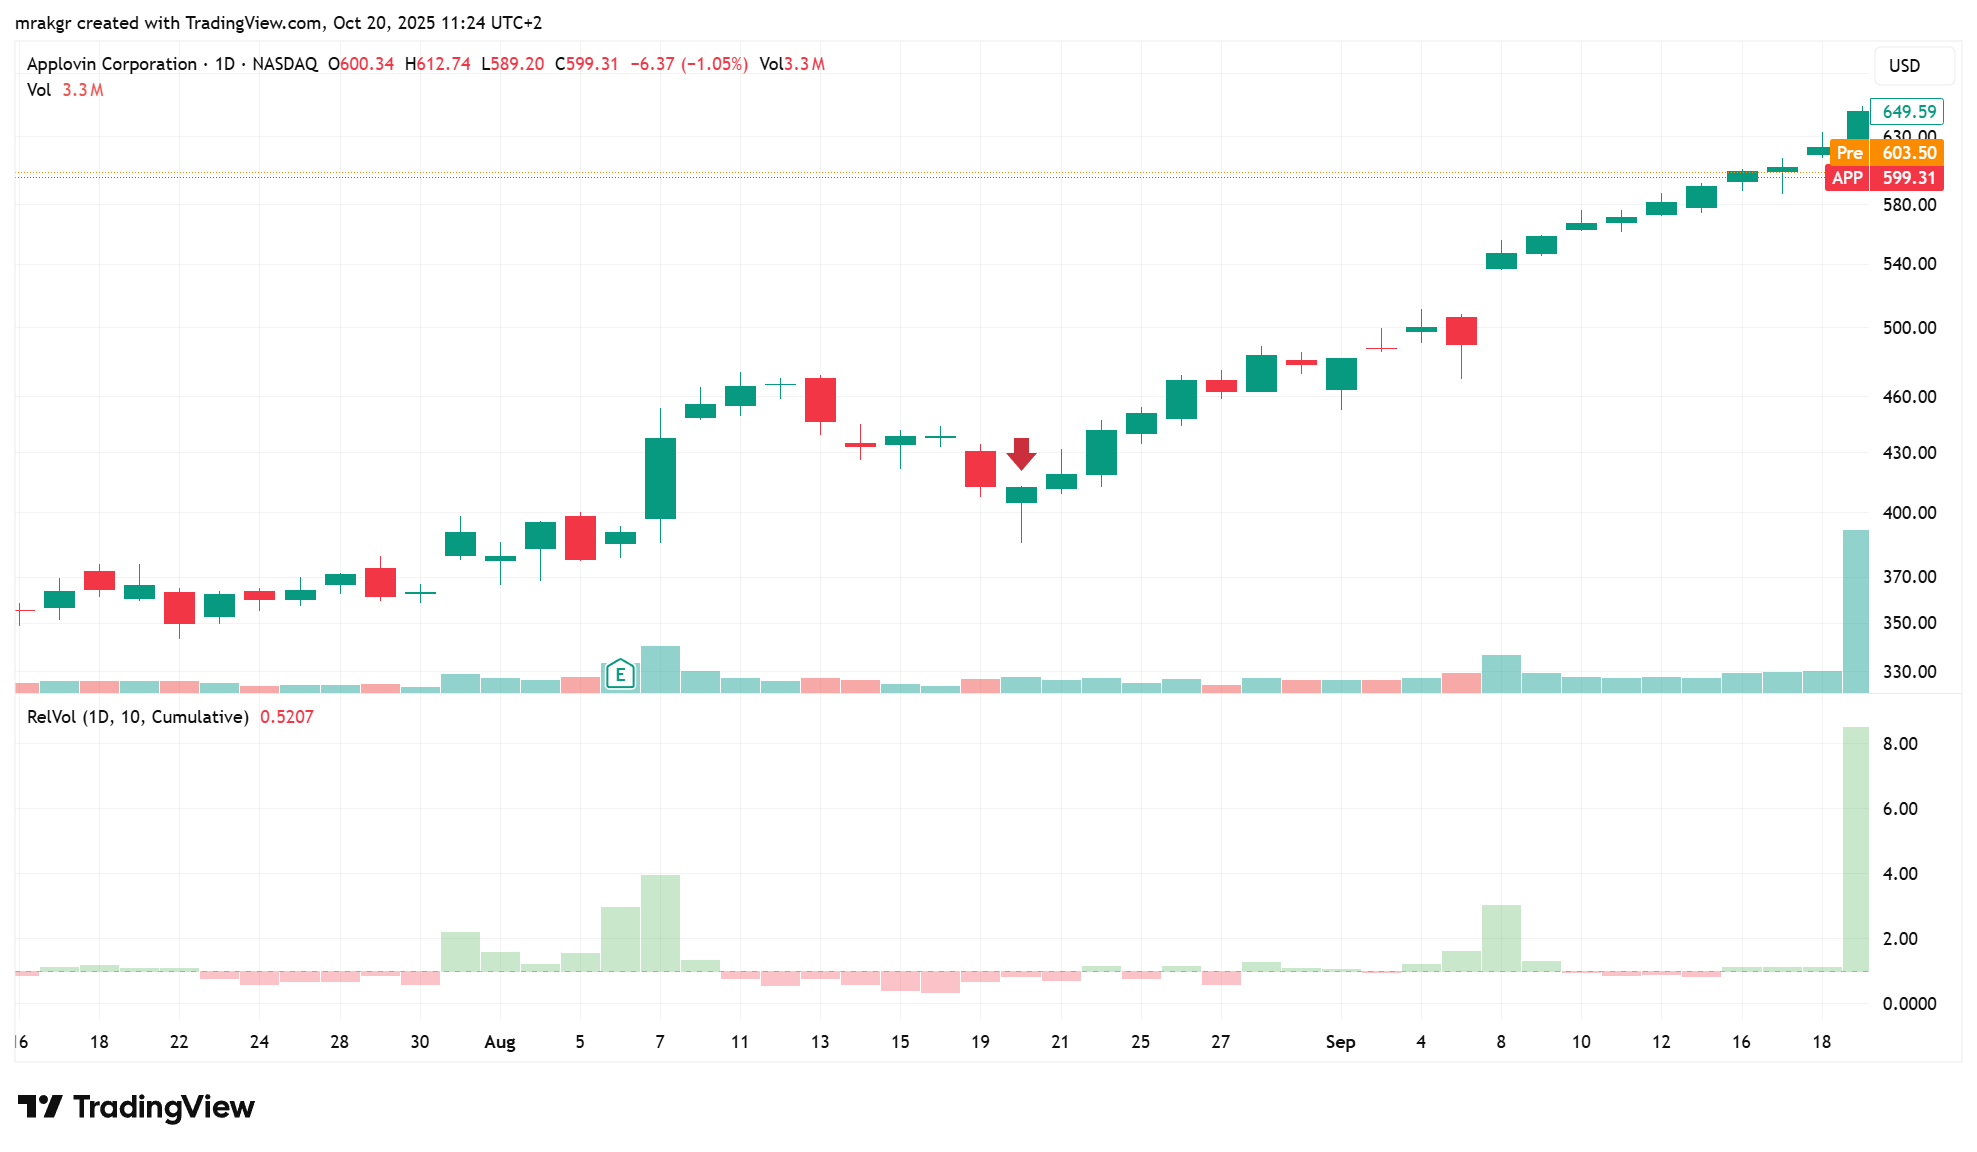 mrakgr created with TradingView.com, Oct 20, 2025 11:24 UTC+2
Applovin Corporation · 1D · NASDAQ O600.34 H612.74 L589.20 C599.31 −6.37 (−1.05%) Vol3.3 M
Vol 3.3 M
USD
649.59
630.00
Pre 603.50
APP 599.31
580.00
540.00
500.00
460.00
430.00
400.00
370.00
350.00
330.00
E
RelVol (1D, 10, Cumulative) 0.5207
8.00
6.00
4.00
2.00
0.0000
16 18 22 24 28 30 Aug 5 7 11 13 15 19 21 25 27 Sep 4 8 10 12 16 18
TradingView